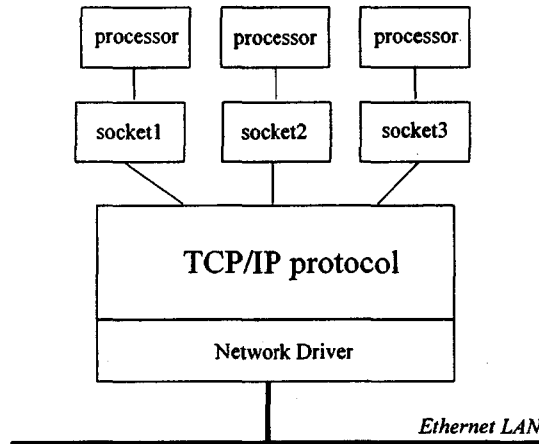 processor
processor
processor
socket1
socket2
socket3
TCP/IP protocol
Network Driver
Ethernet LAN